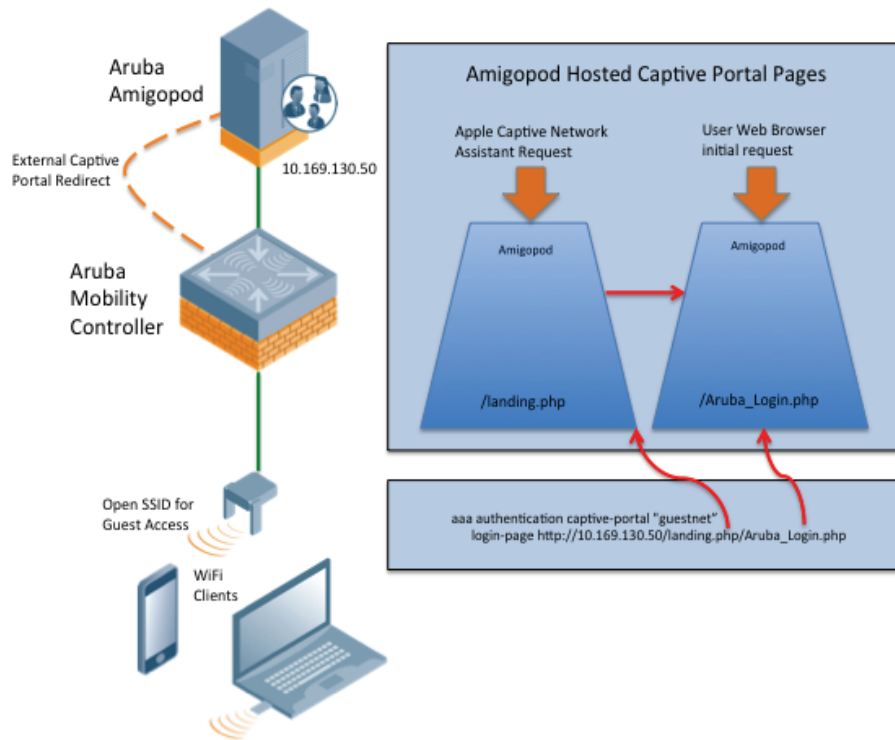 Aruba
Amigopod
External Captive
Portal Redirect
10.169.130.50
Aruba
Mobility
Controller
Open SSID for
Guest Access
WiFi
Clients
Amigopod Hosted Captive Portal Pages
Apple Captive Network
Assistant Request
User Web Browser
initial request
Amigopod
Amigopod
/landing.php
/Aruba_Login.php
aaa authentication captive-portal "guestnet"
login-page http://10.169.130.50/landing.php/Aruba_Login.php